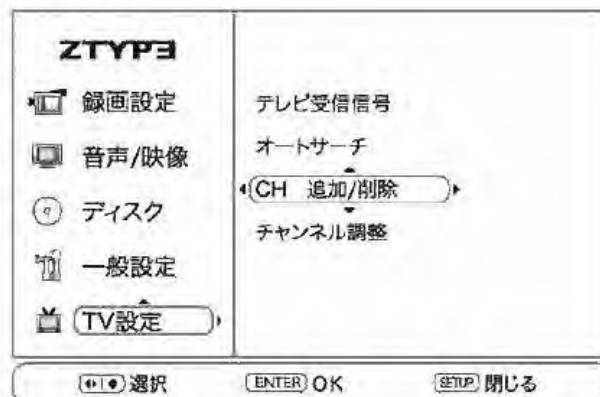 ZTYPE
録画設定
音声/映像
ディスク
一般設定
TV設定
テレビ受信信号
オートサーチ
CH 追加/削除
チャンネル調整
選択 ENTER OK SETUP 閉じる